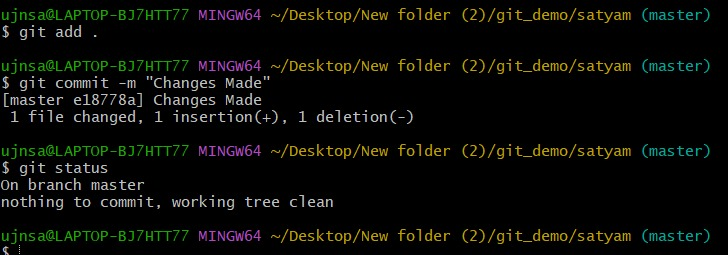 ujnsa@LAPTOP-BJ7HTT77 MINGW64 ~/Desktop/New folder (2)/git_demo/satyam (master)
$ git add .
ujnsa@LAPTOP-BJ7HTT77 MINGW64 ~/Desktop/New folder (2)/git_demo/satyam (master)
$ git commit -m "Changes Made"
[master e18778a] Changes Made
 1 file changed, 1 insertion(+), 1 deletion(-)
ujnsa@LAPTOP-BJ7HTT77 MINGW64 ~/Desktop/New folder (2)/git_demo/satyam (master)
$ git status
On branch master
nothing to commit, working tree clean
ujnsa@LAPTOP-BJ7HTT77 MINGW64 ~/Desktop/New folder (2)/git_demo/satyam (master)
$